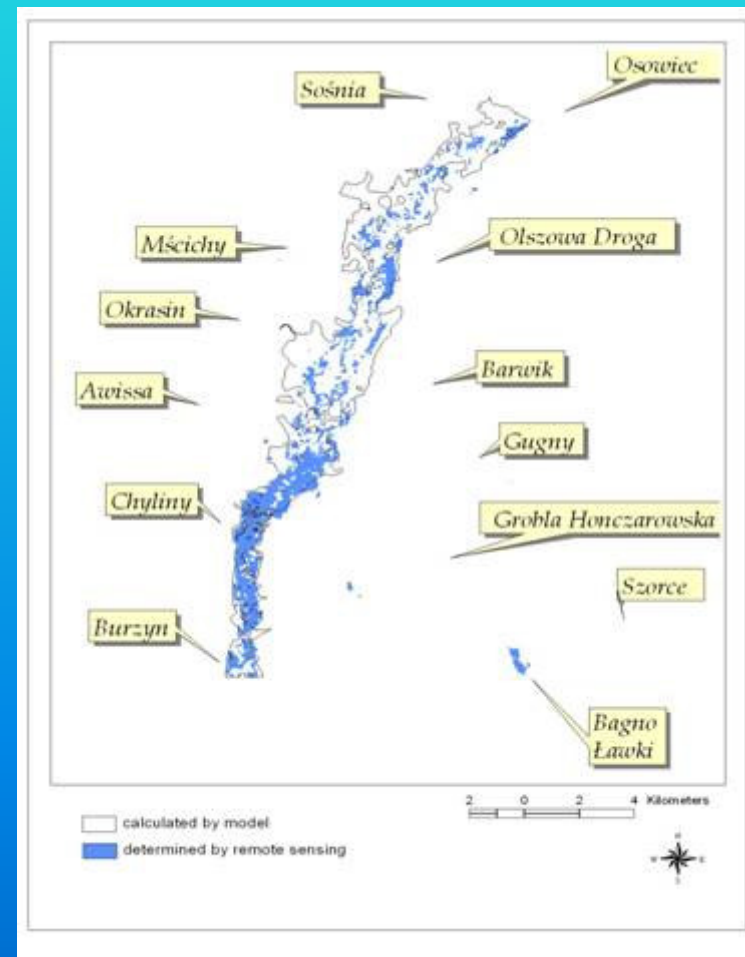 Osowiec
Sośnia
Mścichy
Olszowa Droga
Okrasin
Barwik
Awissa
Gugny
Chyliny
Grobla Honczarowska
Szorce
Burzyn
Bagno
Ławki
2 0 2 4 Kilometers
calculated by model
determined by remote sensing
N
W E
S